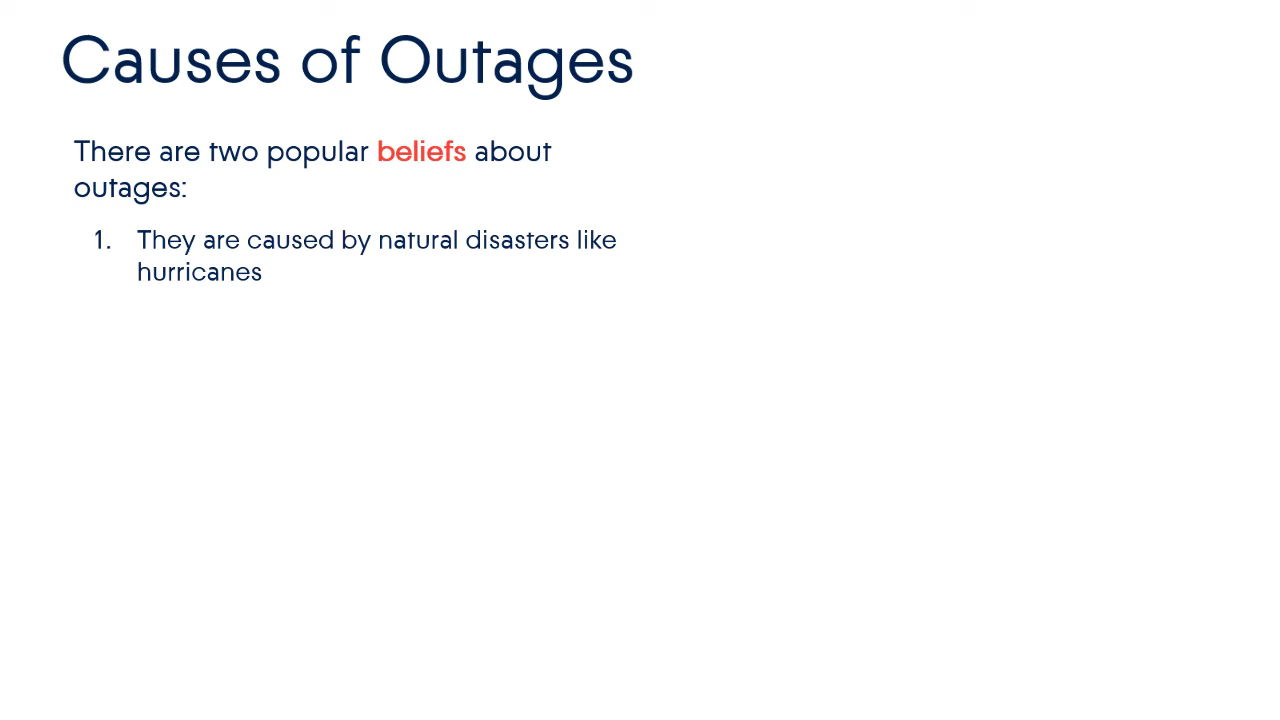 Causes of Outages
There are two popular beliefs about
outages:
1. They are caused by natural disasters like
hurricanes